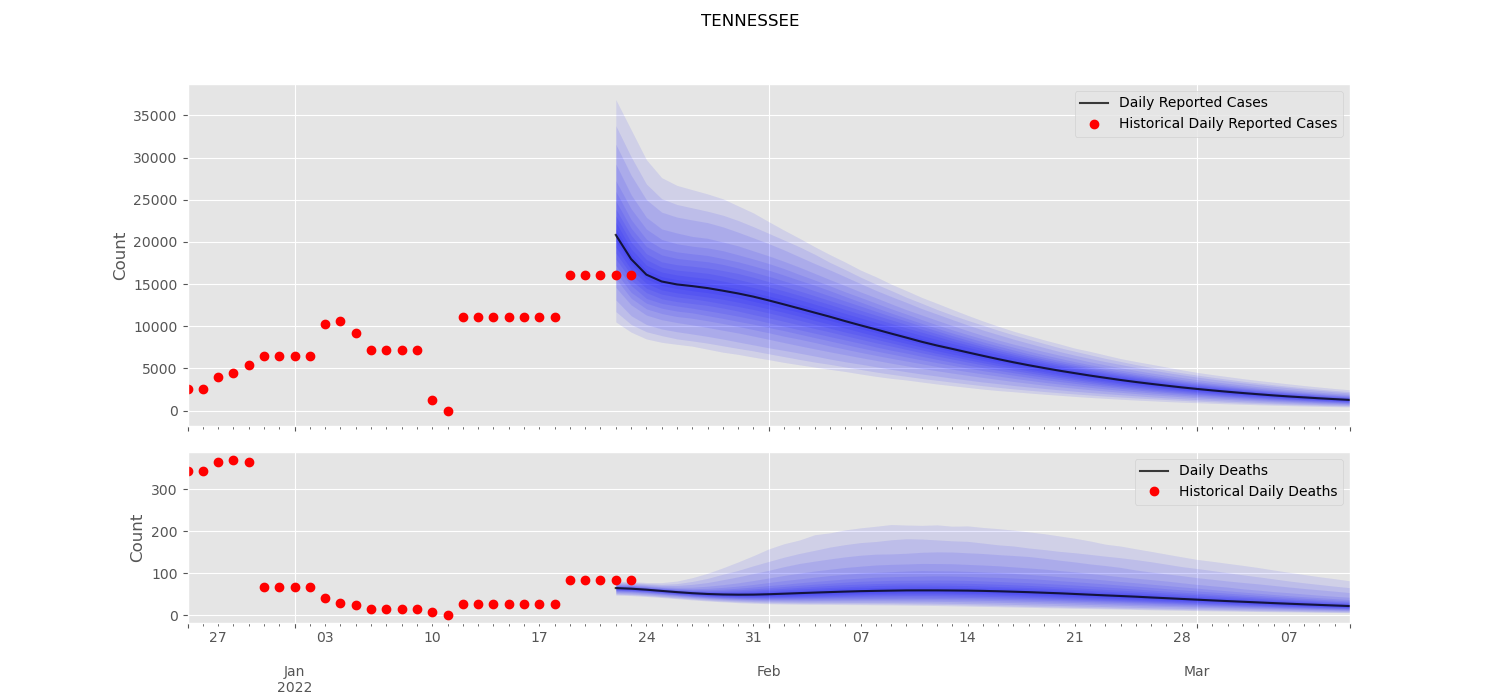 TENNESSEE
Daily Reported Cases
Historical Daily Reported Cases
Count
35000
30000
25000
20000
15000
10000
5000
0
Daily Deaths
Historical Daily Deaths
Count
300
200
100
0
27 03 10 17 24 31 07 14 21 28 07
Jan Feb Mar
2022